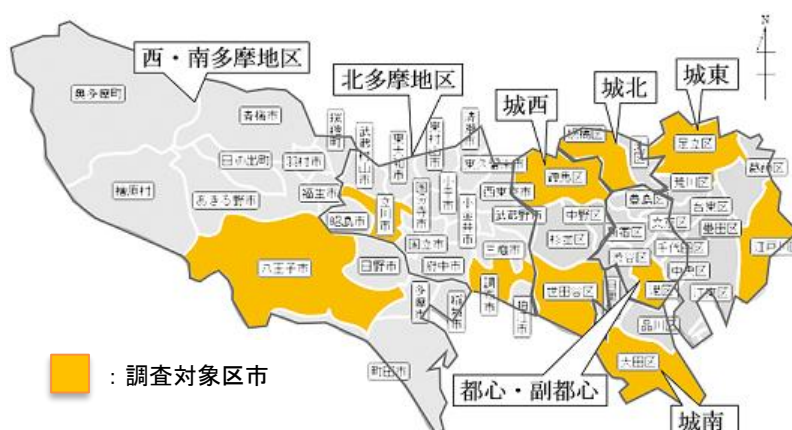 N
西・南多摩地区
北多摩地区
城西
城北
城東
奥多摩町
青梅市
日の出町
羽村市
瑞穂町
武蔵村山市
東大和市
東村山市
清瀬市
東久留米市
板橋区
足立区
練馬区
葛飾区
檜原村
あきる野市
福生市
昭島市
立川市
国分寺市
小平市
小金井市
西東京市
武蔵野市
中野区
杉並区
豊島区
荒川区
台東区
文京区
墨田区
千代田区
渋谷区
中央区
江戸川区
江東区
港区
八王子市
日野市
国立市
府中市
三鷹市
調布市
狛江市
世田谷区
多摩市
稲城市
品川区
大田区
町田市
：調査対象区市
都心・副都心
城南